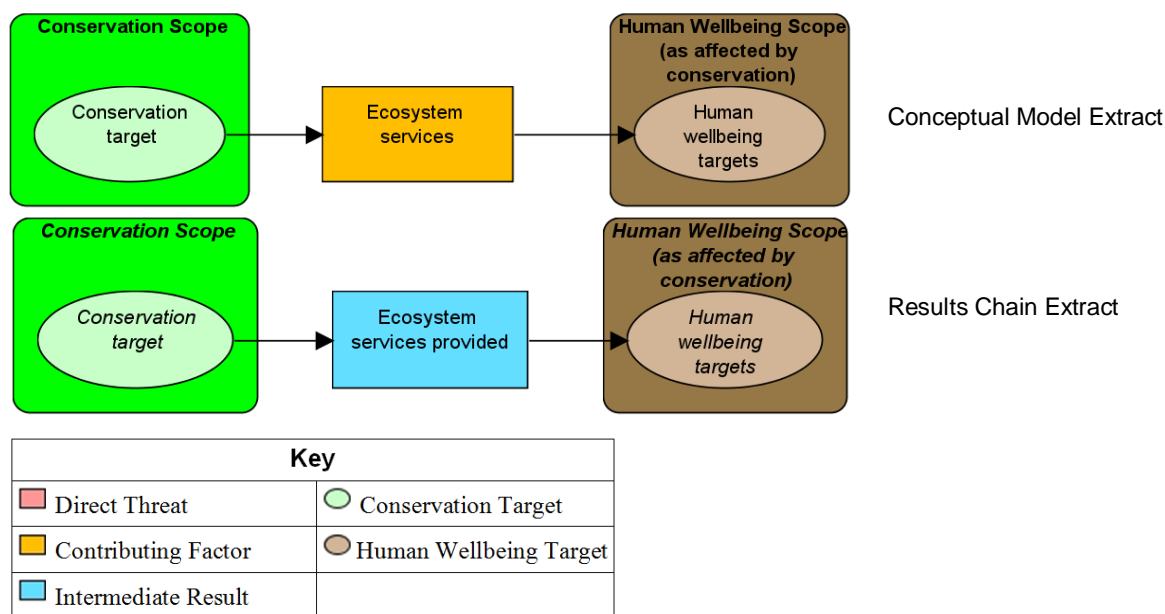 Conservation Scope
Conservation
target
Ecosystem
services
Human Wellbeing Scope
(as affected by
conservation)
Human
wellbeing
targets
Conceptual Model Extract
Conservation Scope
Conservation
target
Ecosystem
services provided
Human Wellbeing Scope
(as affected by
conservation)
Human
wellbeing
targets
Results Chain Extract
Key
Direct Threat
Conservation Target
Contributing Factor
Human Wellbeing Target
Intermediate Result